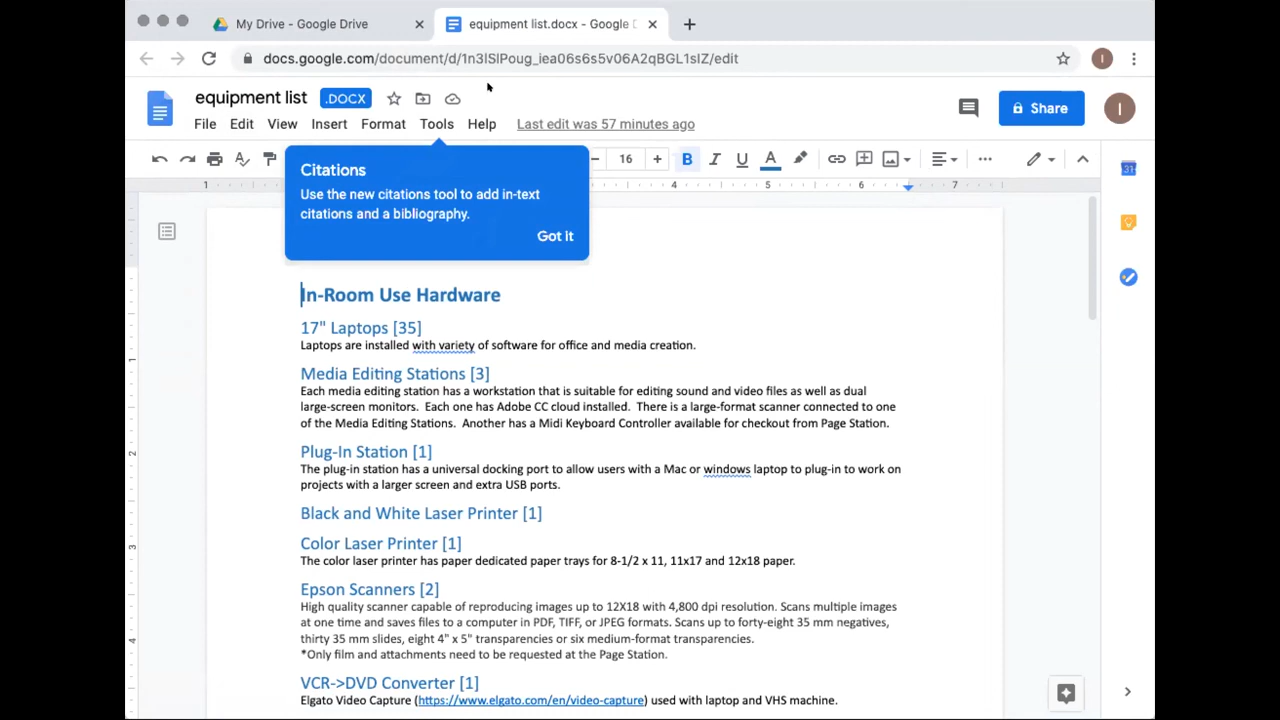 My Drive - Google Drive
equipment list.docx - Google D
docs.google.com/document/d/1n3lSlPoug_iea06s6s5v06A2qBGL1sIZ/edit
I
equipment list .DOCX
Share
I
File Edit View Insert Format Tools Help Last edit was 57 minutes ago
16 B I U A
Citations
Use the new citations tool to add in-text
citations and a bibliography.
Got it
1 4 5 6 7
31
In-Room Use Hardware
17" Laptops [35]
Laptops are installed with variety of software for office and media creation.
1
Media Editing Stations [3]
Each media editing station has a workstation that is suitable for editing sound and video files as well as dual
large-screen monitors. Each one has Adobe CC cloud installed. There is a large-format scanner connected to one
of the Media Editing Stations. Another has a Midi Keyboard Controller available for checkout from Page Station.
2
Plug-In Station [1]
The plug-in station has a universal docking port to allow users with a Mac or windows laptop to plug-in to work on
projects with a larger screen and extra USB ports.
Black and White Laser Printer [1]
3
Color Laser Printer [1]
The color laser printer has paper dedicated paper trays for 8-1/2 x 11, 11x17 and 12x18 paper.
Epson Scanners [2]
High quality scanner capable of reproducing images up to 12X18 with 4,800 dpi resolution. Scans multiple images
at one time and saves files to a computer in PDF, TIFF, or JPEG formats. Scans up to forty-eight 35 mm negatives,
thirty 35 mm slides, eight 4" x 5" transparencies or six medium-format transparencies.
4
*Only film and attachments need to be requested at the Page Station.
VCR->DVD Converter [1]
Elgato Video Capture (https://www.elgato.com/en/video-capture) used with laptop and VHS machine.